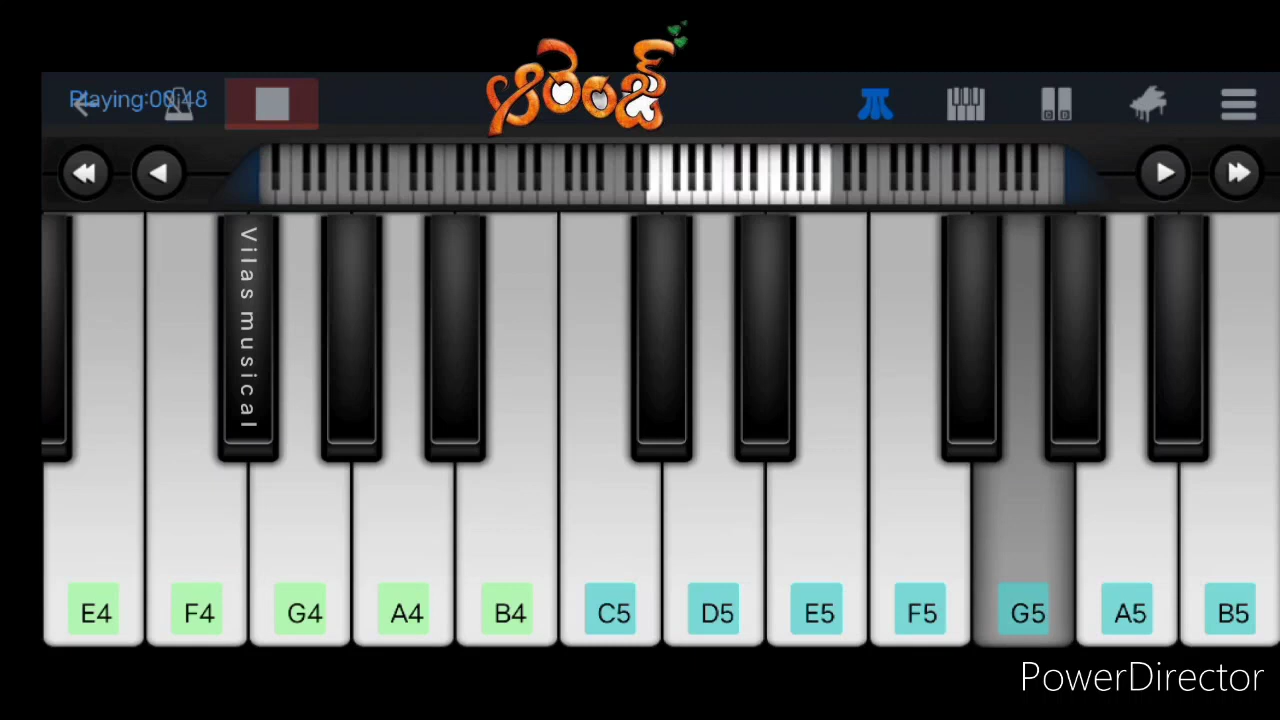 ఆరెంజ్
Playing:00:48
Vilas musical
E4 F4 G4 A4 B4 C5 D5 E5 F5 G5 A5 B5
PowerDirector